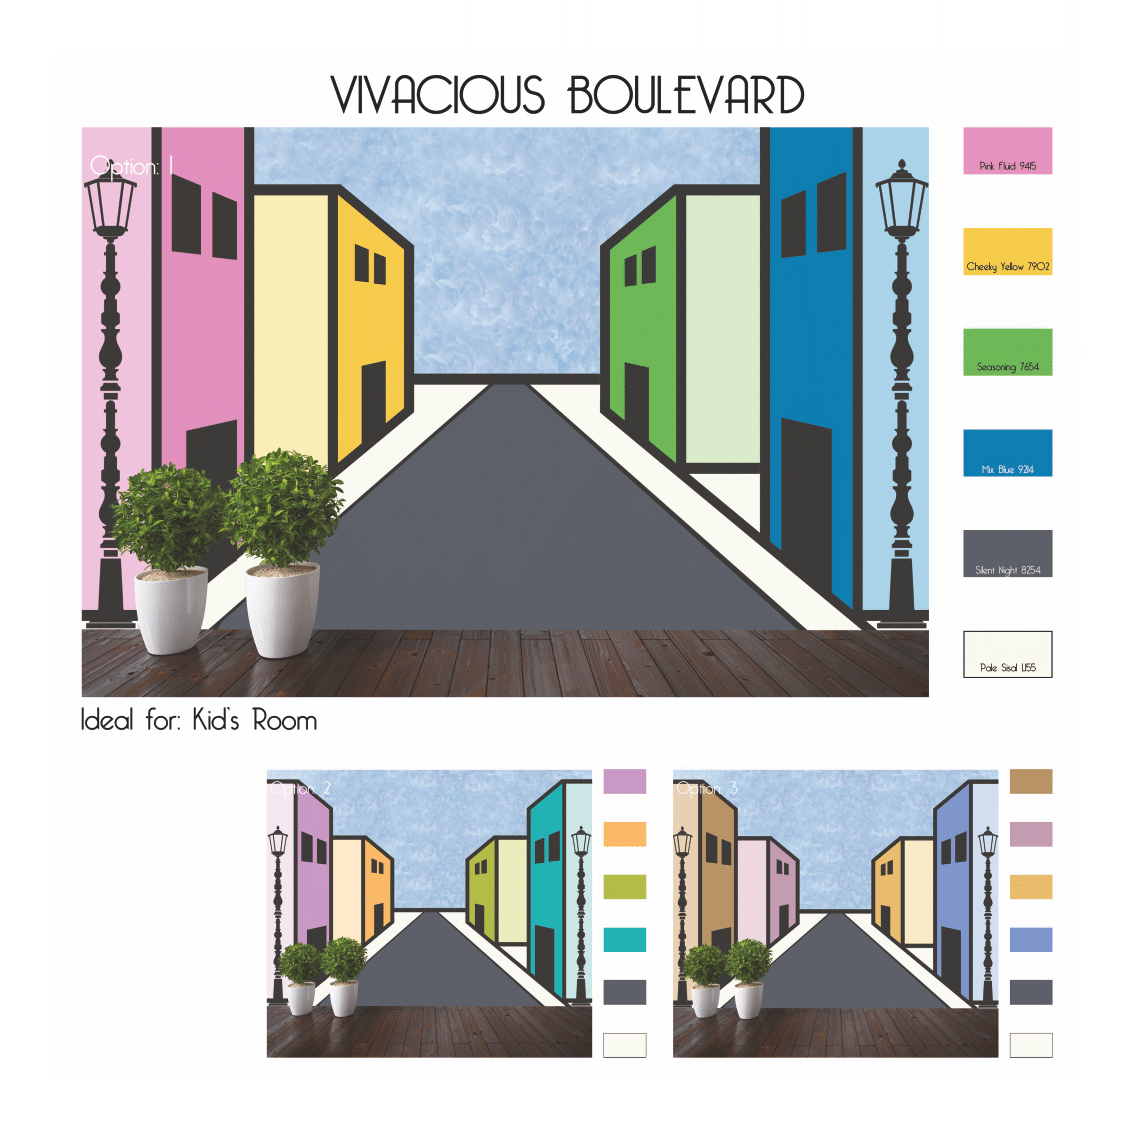 VIVACIOUS BOULEVARD
Option: 1
Pink Fluid 9415
Cheeky Yellow 7902
Seasoning 7654
Mix Blue 9214
Silent Night 8254
Pale Sisal L155
Ideal for: Kid's Room
Option: 2
Option: 3